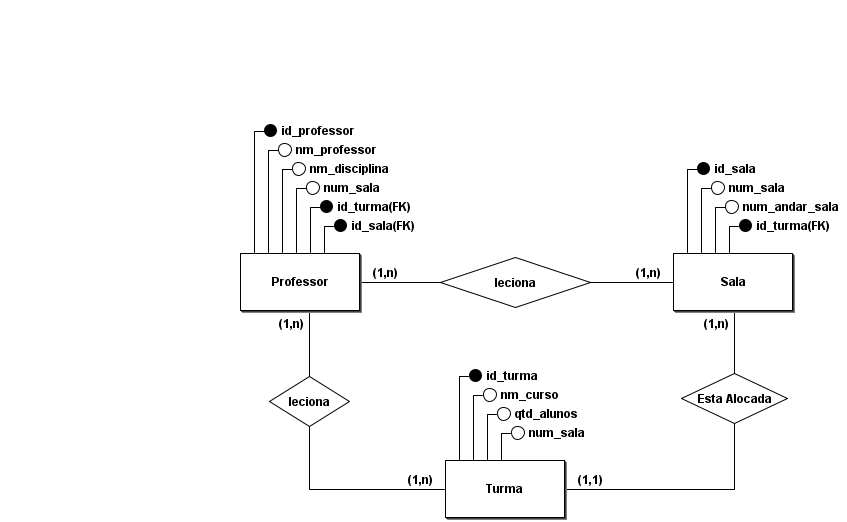 id_professor
nm_professor
nm_disciplina
num_sala
id_turma(FK)
id_sala(FK)
id_sala
num_sala
num_andar_sala
id_turma(FK)
Professor
(1,n)
leciona
(1,n)
Sala
(1,n)
(1,n)
leciona
Esta Alocada
id_turma
nm_curso
qtd_alunos
num_sala
(1,n)
Turma
(1,1)